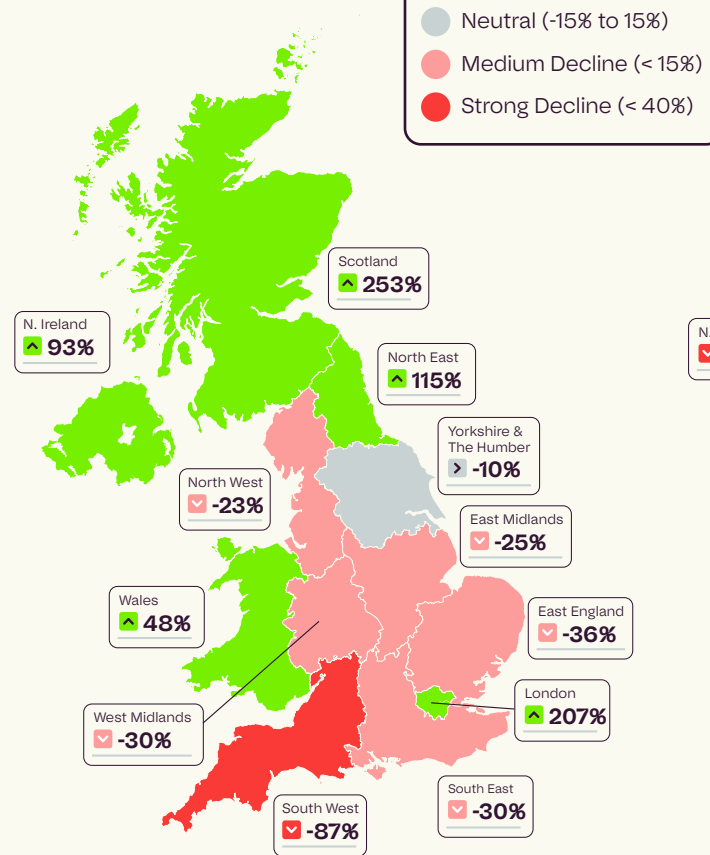 Neutral (-15% to 15%)
Medium Decline (< 15%)
Strong Decline (< 40%)
Scotland
253%
N. Ireland
93%
N.
North East
115%
Yorkshire &
The Humber
-10%
North West
-23%
East Midlands
-25%
Wales
48%
East England
-36%
London
207%
West Midlands
-30%
South East
-30%
South West
-87%